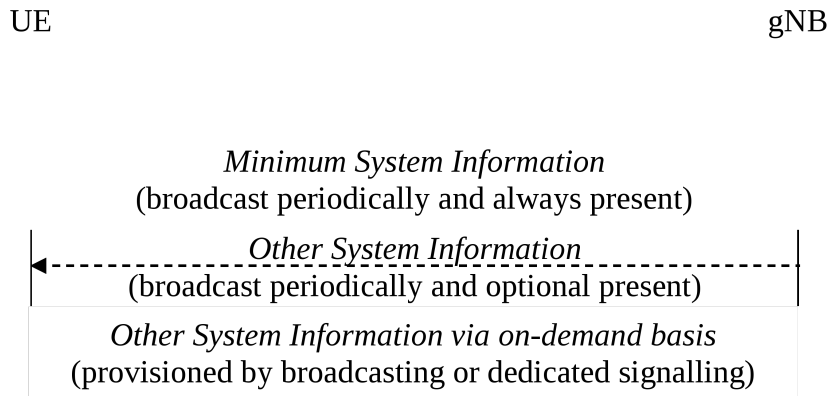 UE gNB
Minimum System Information
(broadcast periodically and always present)
Other System Information
(broadcast periodically and optional present)
Other System Information via on-demand basis
(provisioned by broadcasting or dedicated signalling)